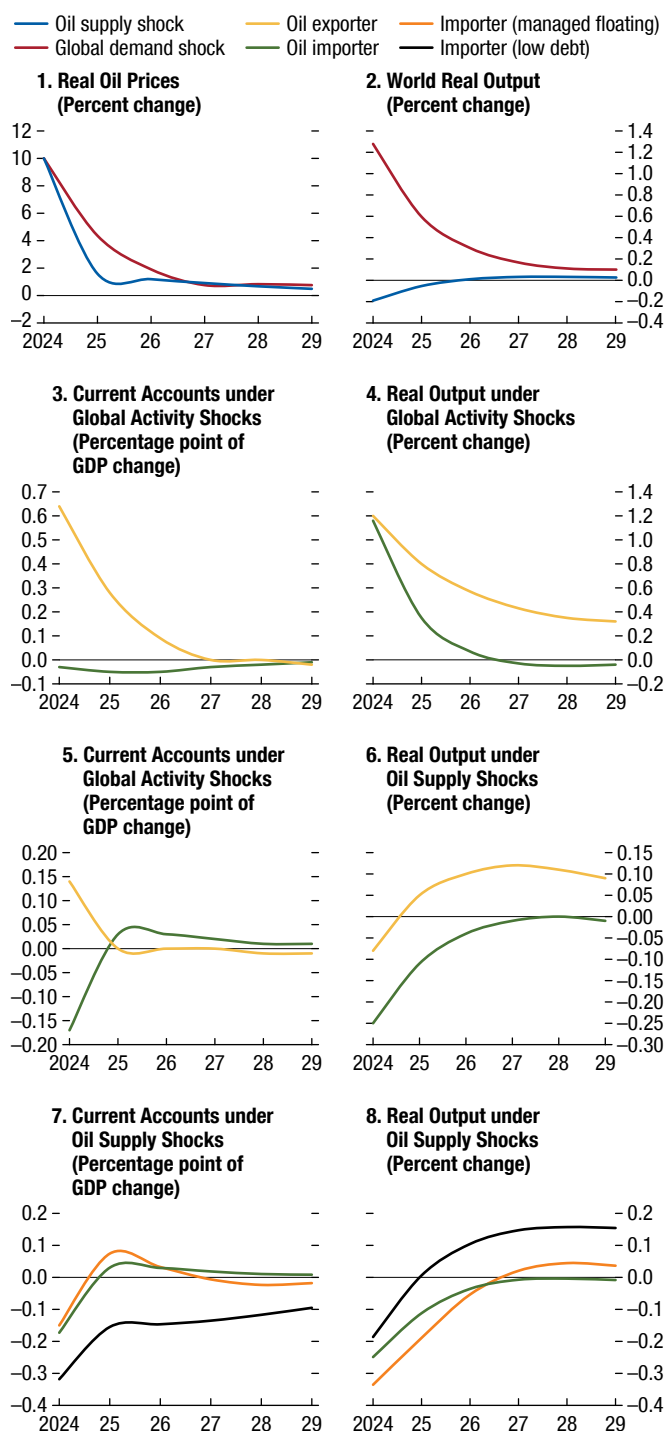 Oil supply shock Oil exporter Importer (managed floating)
Global demand shock Oil importer Importer (low debt)
1. Real Oil Prices
(Percent change)
12
10
8
6
4
2
0
–2
2024 25 26 27 28 29
2. World Real Output
(Percent change)
1.4
1.2
1.0
0.8
0.6
0.4
0.2
0.0
–0.2
–0.4
2024 25 26 27 28 29
3. Current Accounts under
Global Activity Shocks
(Percentage point of
GDP change)
0.7
0.6
0.5
0.4
0.3
0.2
0.1
0.0
–0.1
2024 25 26 27 28 29
4. Real Output under
Global Activity Shocks
(Percent change)
1.4
1.2
1.0
0.8
0.6
0.4
0.2
0.0
–0.2
2024 25 26 27 28 29
5. Current Accounts under
Global Activity Shocks
(Percentage point of
GDP change)
0.20
0.15
0.10
0.05
0.00
–0.05
–0.10
–0.15
–0.20
2024 25 26 27 28 29
6. Real Output under
Oil Supply Shocks
(Percent change)
0.15
0.10
0.05
0.00
–0.05
–0.10
–0.15
–0.20
–0.25
–0.30
2024 25 26 27 28 29
7. Current Accounts under
Oil Supply Shocks
(Percentage point of
GDP change)
0.2
0.1
0.0
–0.1
–0.2
–0.3
–0.4
2024 25 26 27 28 29
8. Real Output under
Oil Supply Shocks
(Percent change)
0.2
0.1
0.0
–0.1
–0.2
–0.3
–0.4
2024 25 26 27 28 29